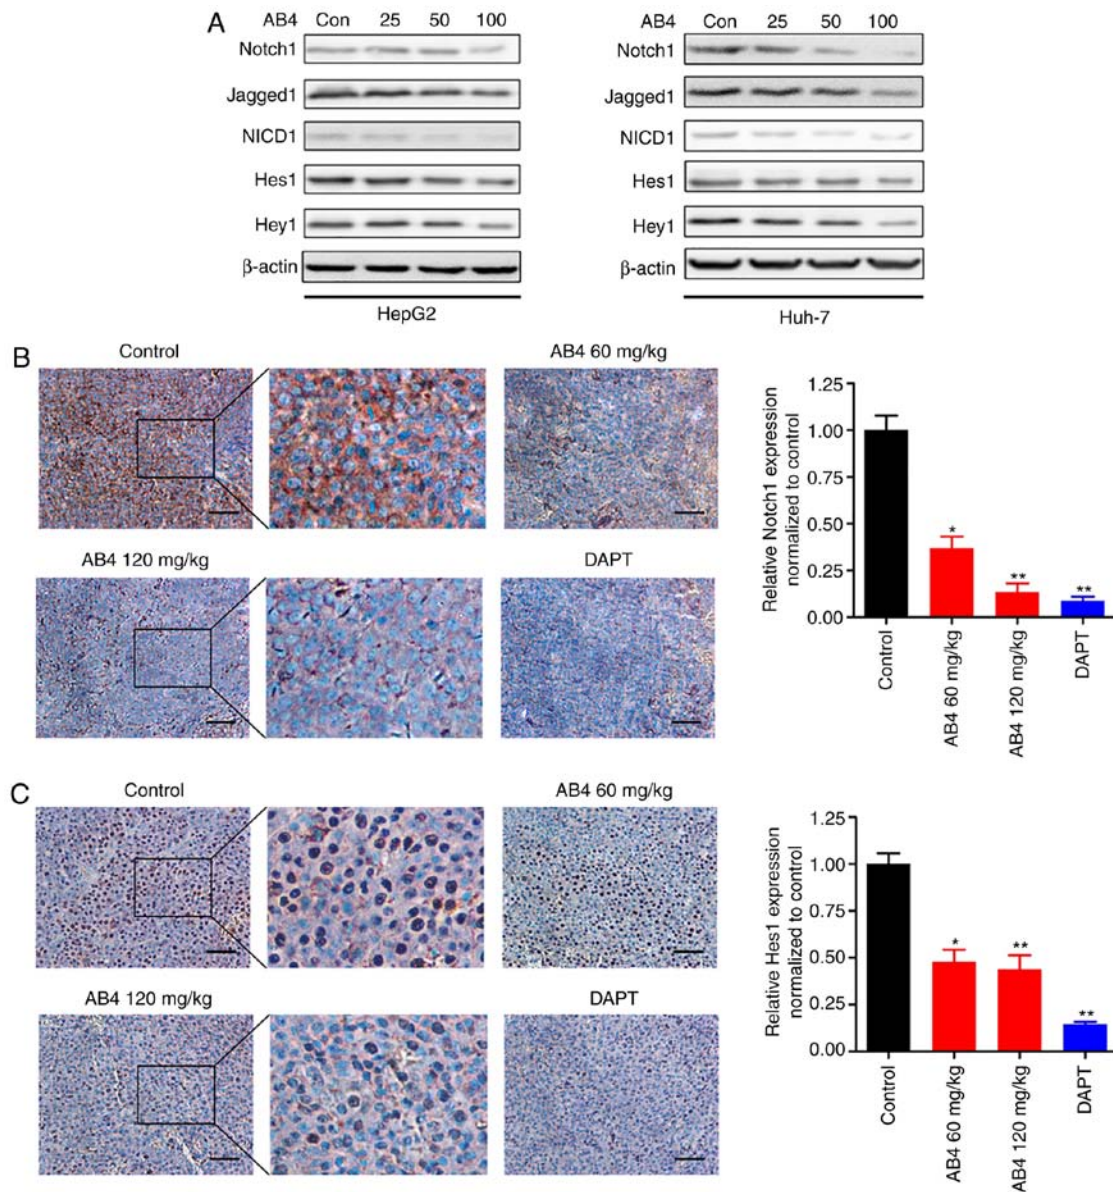 A
AB4 Con 25 50 100
Notch1
Jagged1
NICD1
Hes1
Hey1
β-actin
HepG2
AB4 Con 25 50 100
Notch1
Jagged1
NICD1
Hes1
Hey1
β-actin
Huh-7
B
Control
AB4 60 mg/kg
AB4 120 mg/kg
DAPT
Relative Notch1 expression
normalized to control
1.25
1.00
0.75
0.50
0.25
0.00
*
**
**
Control
AB4 60 mg/kg
AB4 120 mg/kg
DAPT
C
Control
AB4 60 mg/kg
AB4 120 mg/kg
DAPT
Relative Hes1 expression
normalized to control
1.25
1.00
0.75
0.50
0.25
0.00
*
**
**
Control
AB4 60 mg/kg
AB4 120 mg/kg
DAPT